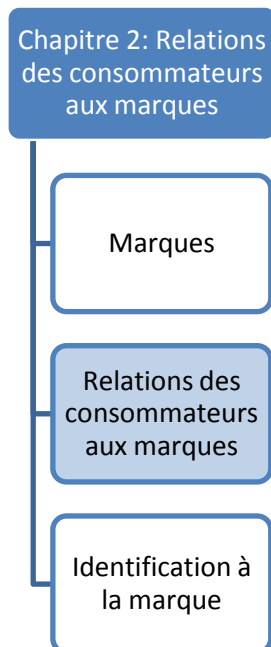 Chapitre 2: Relations
des consommateurs
aux marques
Marques
Relations des
consommateurs
aux marques
Identification à
la marque